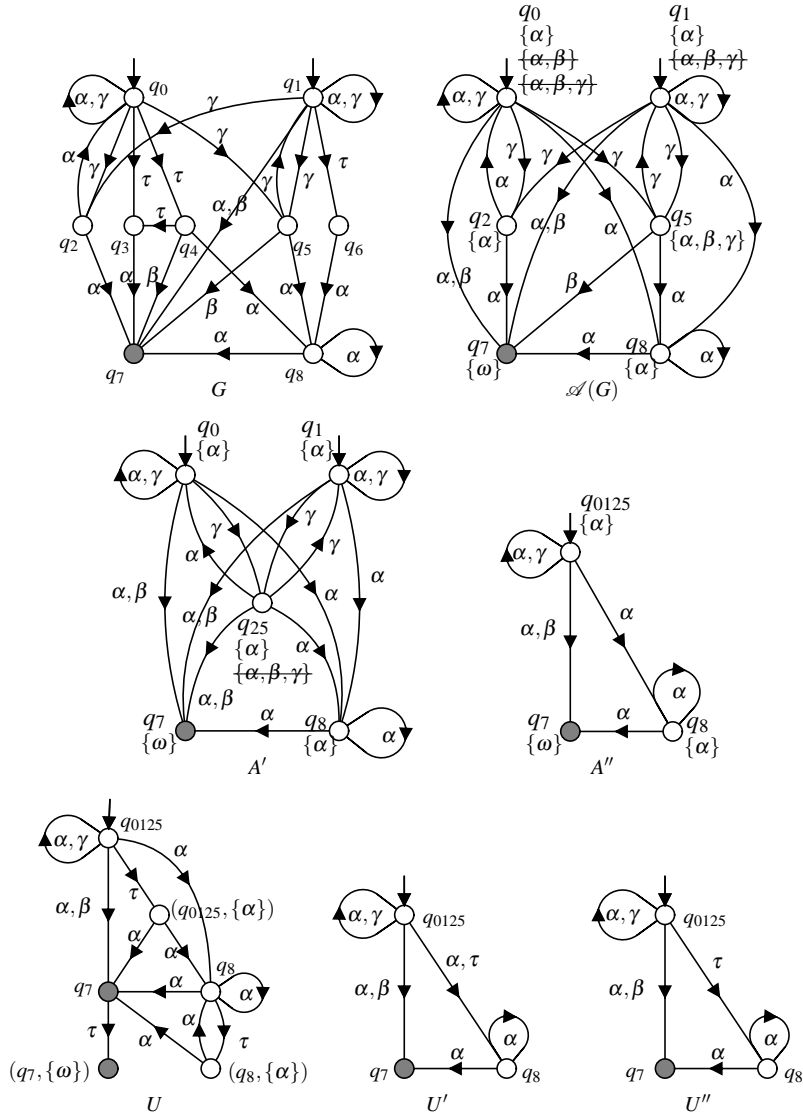 q0 q1
{α} {α}
{α,β} {α,β,γ}
{α,β,γ}
α,γ q0 q1 α,γ
γ
γ
α γ τ τ α,β γ γ τ
q2 q3 τ q4 q5 q6
α α β α β α α
α
q7 q8 α
G
α,γ α,γ
γ γ γ γ γ
α α
q2 {α} α,β α q5 {α,β,γ}
α,β α β α
q7 {ω} α q8 {α} α
𝒜(G)
q0 {α} q1 {α}
α,γ α,γ
γ γ
α γ α
α,β α,β
q25
{α}
{α,β,γ}
α,β α
q7 {ω} α q8 {α} α
A′
q0125
{α}
α,γ
α,β α
α
q7 {ω} α q8 {α}
A″
q0125
α,γ α
τ
α,β (q0125,{α})
α α
q7 α q8 α
τ α α τ
(q7,{ω}) (q8,{α})
U
q0125
α,γ
α,β α,τ
α
q7 α q8
U′
q0125
α,γ
α,β τ
α
q7 α q8
U″